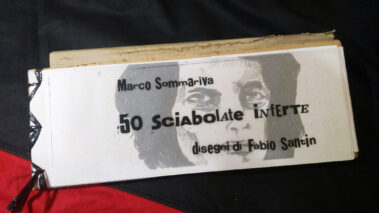 Marco Sommariva
50 Sciabolate inferte
disegni di Fabio Santin